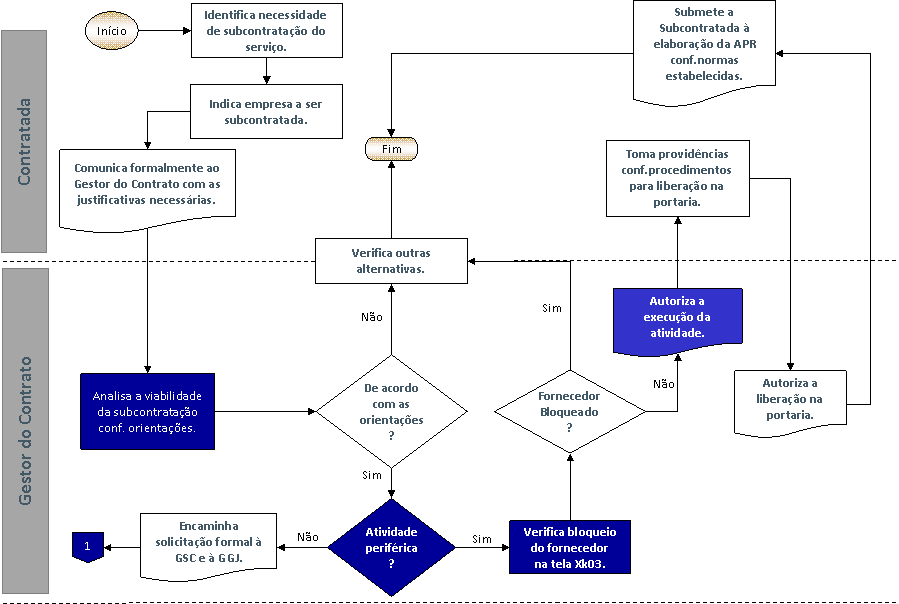 Contratada
Início
Identifica necessidade
de subcontratação do
serviço.
Indica empresa a ser
subcontratada.
Comunica formalmente ao
Gestor do Contrato com as
justificativas necessárias.
Fim
Submete a
Subcontratada à
elaboração da APR
conf.normas
estabelecidas.
Toma providências
conf.procedimentos
para liberação na
portaria.
Verifica outras
alternativas.
Gestor do Contrato
Analisa a viabilidade
da subcontratação
conf. orientações.
Não
De acordo
com as
orientações
?
Sim
Sim
Fornecedor
Bloqueado
?
Não
Autoriza a
execução da
atividade.
Autoriza a
liberação na
portaria.
1
Encaminha
solicitação formal à
GSC e à GGJ.
Não
Atividade
periférica
?
Sim
Verifica bloqueio
do fornecedor
na tela Xk03.